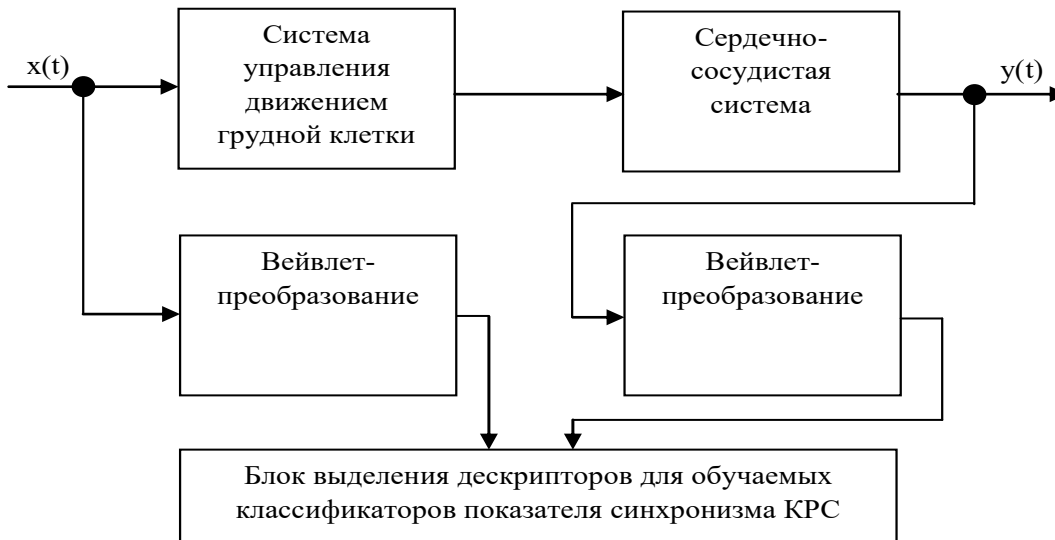 x(t)
Система
управления
движением
грудной клетки
Сердечно-
сосудистая
система
y(t)
Вейвлет-
преобразование
Вейвлет-
преобразование
Блок выделения дескрипторов для обучаемых
классификаторов показателя синхронизма КРС